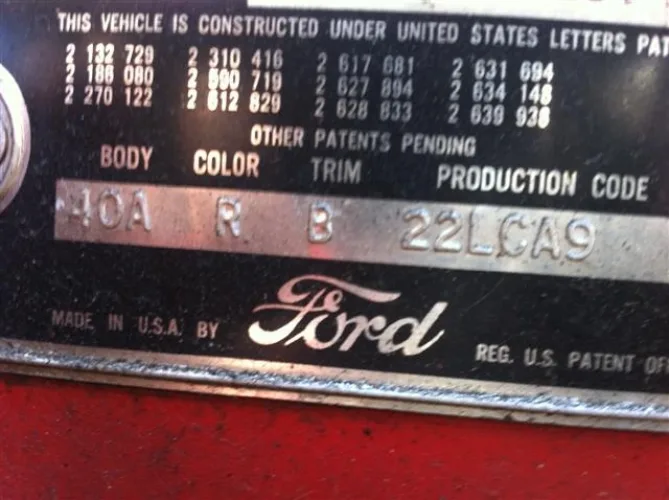 THIS VEHICLE IS CONSTRUCTED UNDER UNITED STATES LETTERS PAT
2 132 729 2 310 416 2 617 681 2 631 694
2 186 080 2 590 719 2 627 894 2 634 148
2 270 122 2 612 829 2 628 833 2 639 938
OTHER PATENTS PENDING
BODY COLOR TRIM PRODUCTION CODE
40A R B 22LCA9
MADE IN U.S.A. BY Ford REG. U.S. PATENT OF